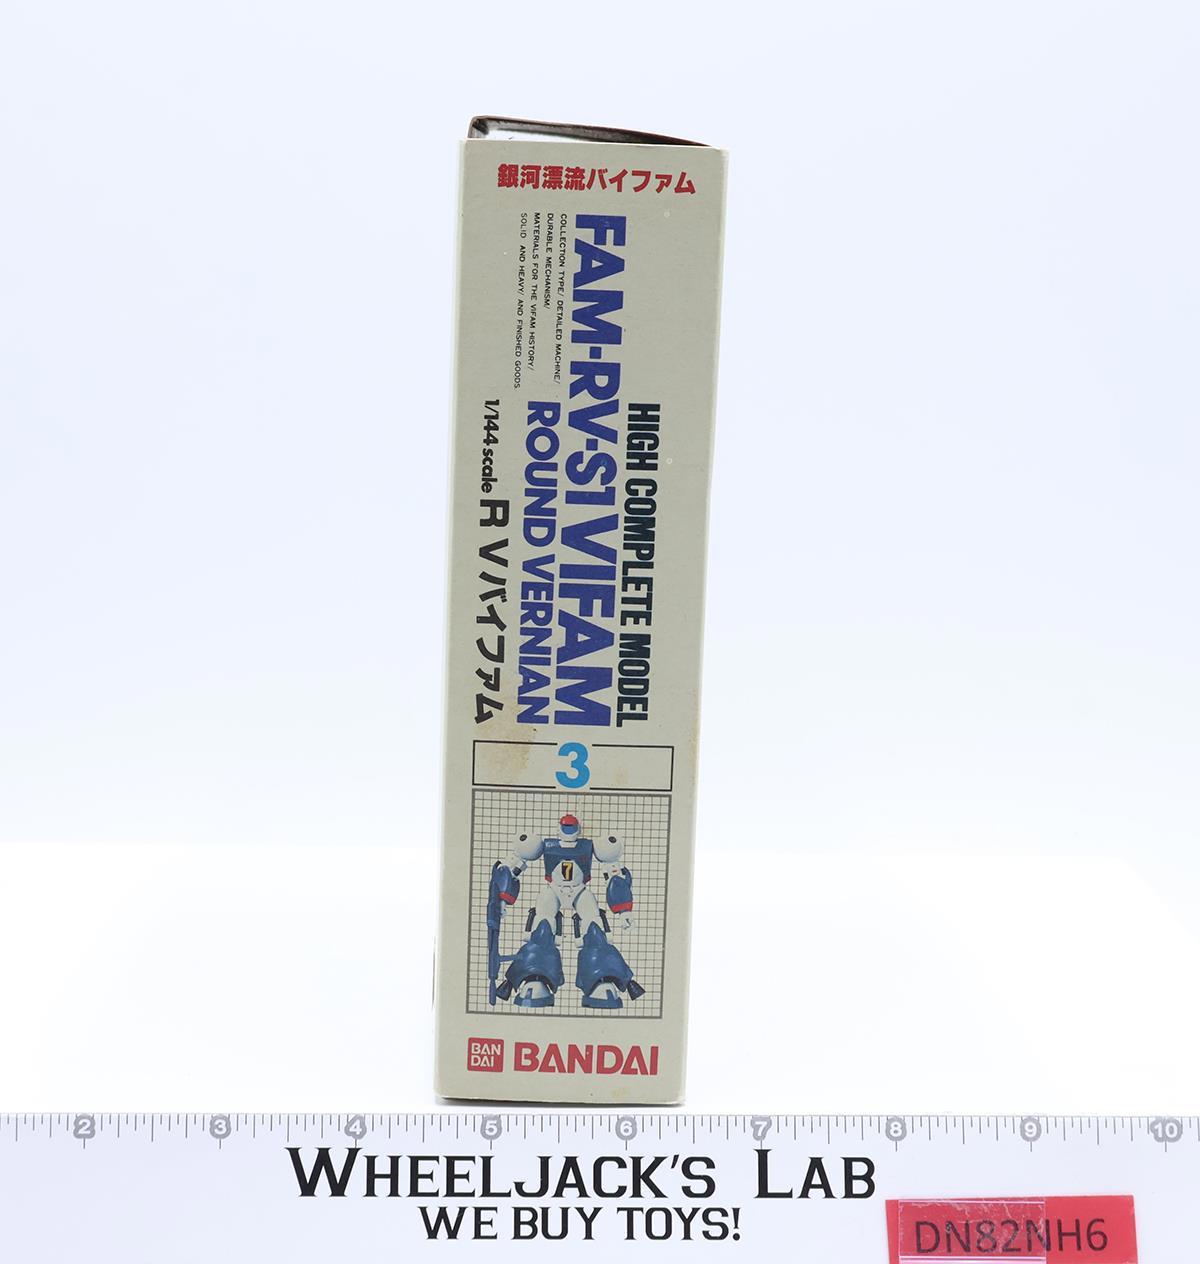 銀河漂流バイファム
HIGH COMPLETE MODEL
FAM-RV-S1 VIFAM
ROUND VERNIAN
COLLECTION TYPE/ DETAILED MACHINE/
DURABLE MECHANISM/
MATERIALS FOR THE VIFAM HISTORY/
SOLID AND HEAVY/ AND FINISHED GOODS
1/144 scale RVバイファム
3
7
BAN
DAI
BANDAI
2 3 4 5 6 7 8 9 10
WHEELJACK'S LAB
WE BUY TOYS!
DN82NH6